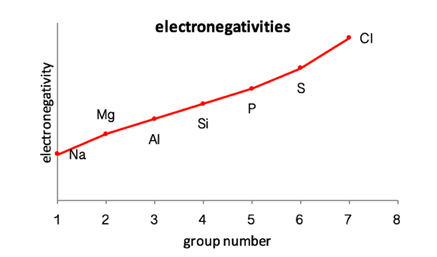 electronegativities
electronegativity
Na
Mg
Al
Si
P
S
Cl
1 2 3 4 5 6 7 8
group number